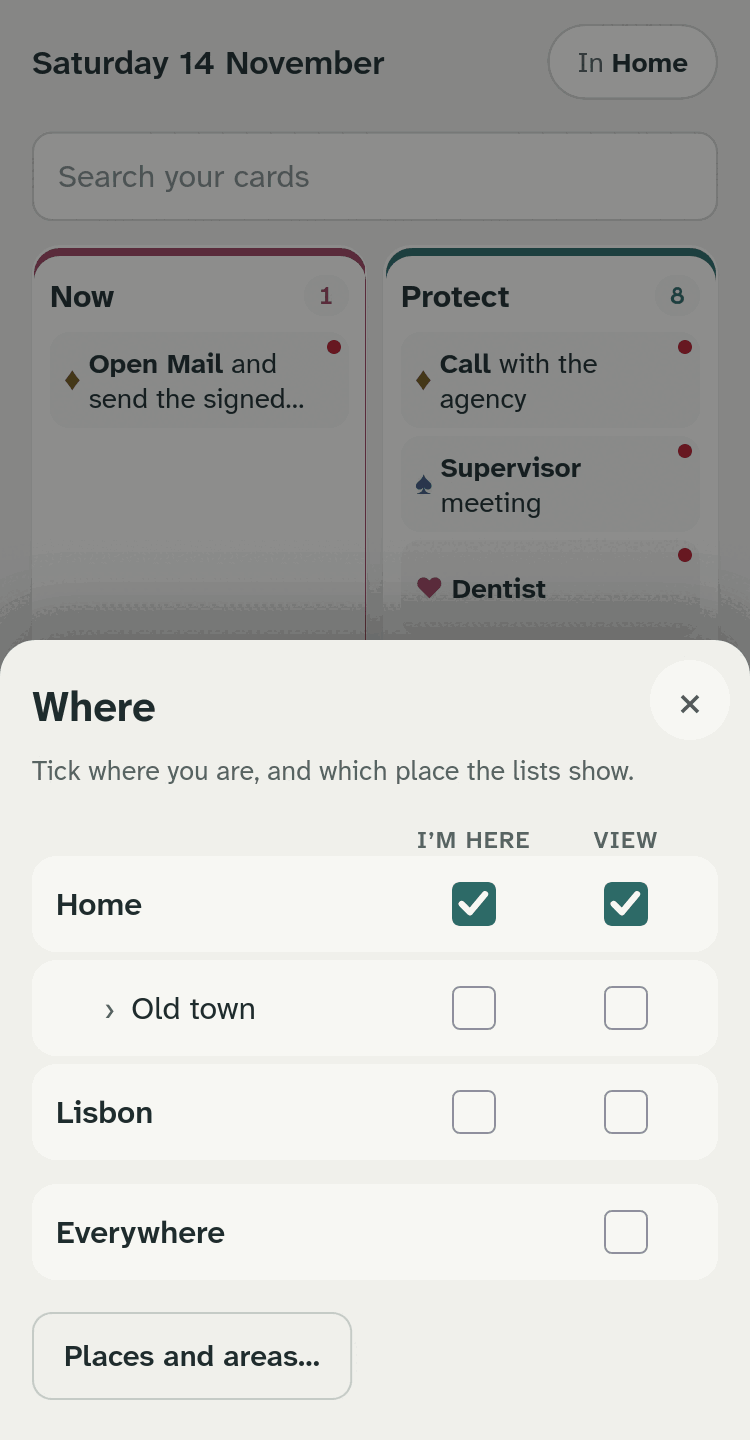 Saturday 14 November
In Home
Search your cards
Now
1
Open Mail and
send the signed...
Protect
8
Call with the
agency
Supervisor
meeting
Dentist
Where
×
Tick where you are, and which place the lists show.
I’M HERE
VIEW
Home
› Old town
Lisbon
Everywhere
Places and areas...